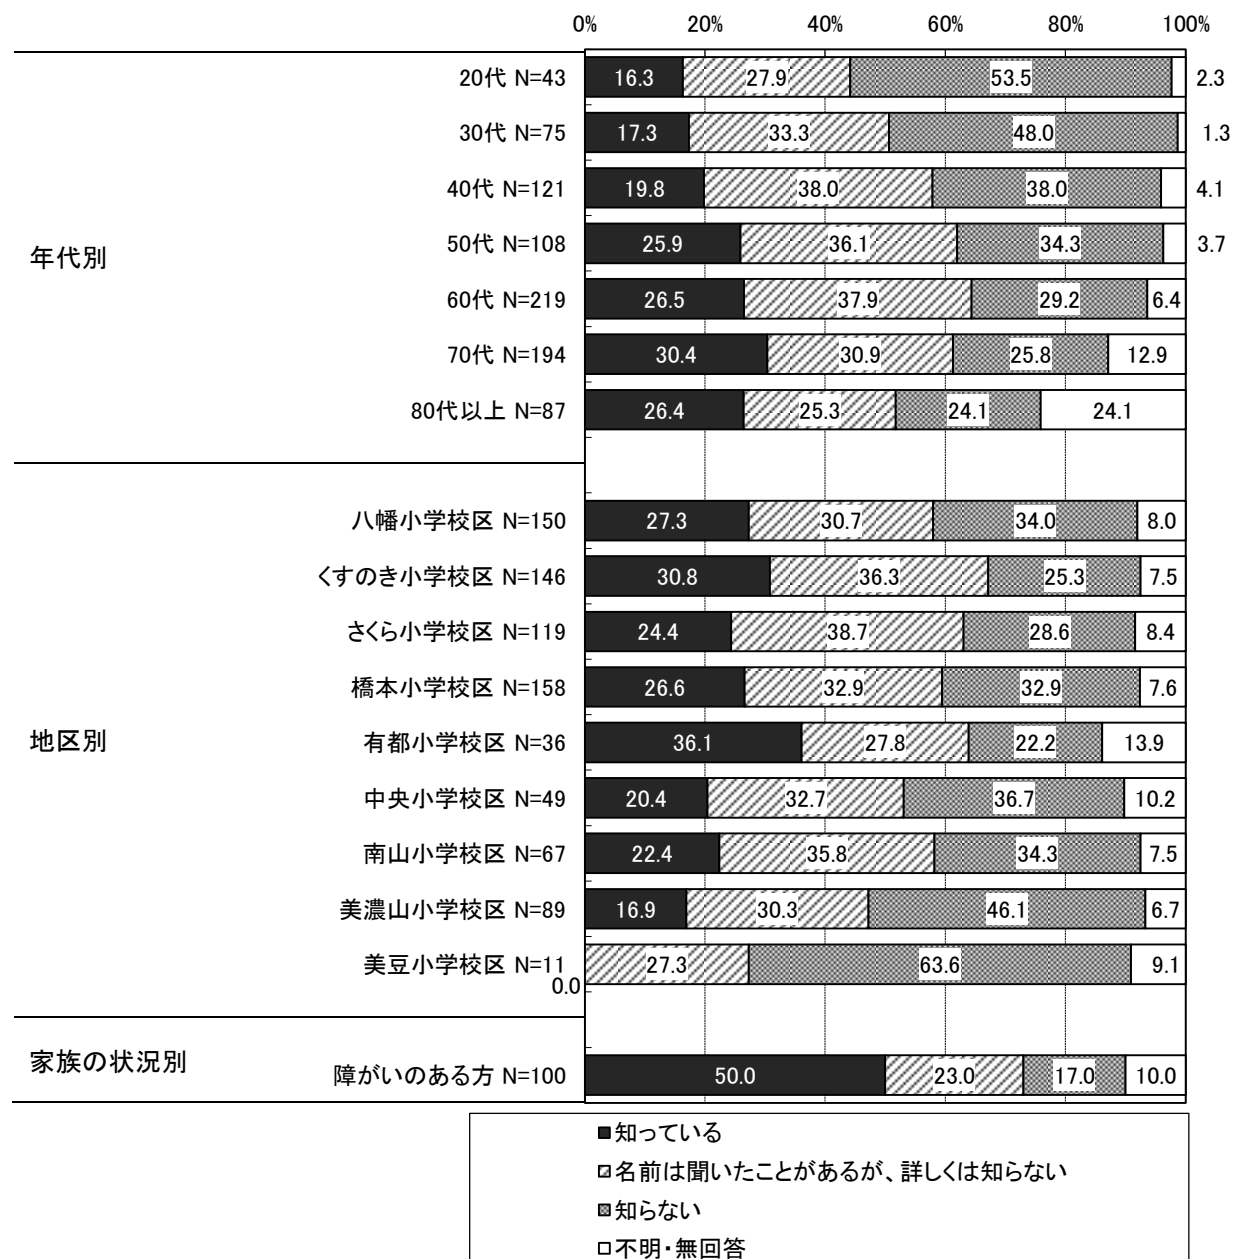 0% 20% 40% 60% 80% 100%
年代別
20代 N=43 16.3 27.9 53.5 2.3
30代 N=75 17.3 33.3 48.0 1.3
40代 N=121 19.8 38.0 38.0 4.1
50代 N=108 25.9 36.1 34.3 3.7
60代 N=219 26.5 37.9 29.2 6.4
70代 N=194 30.4 30.9 25.8 12.9
80代以上 N=87 26.4 25.3 24.1 24.1
地区別
八幡小学校区 N=150 27.3 30.7 34.0 8.0
くすのき小学校区 N=146 30.8 36.3 25.3 7.5
さくら小学校区 N=119 24.4 38.7 28.6 8.4
橋本小学校区 N=158 26.6 32.9 32.9 7.6
有都小学校区 N=36 36.1 27.8 22.2 13.9
中央小学校区 N=49 20.4 32.7 36.7 10.2
南山小学校区 N=67 22.4 35.8 34.3 7.5
美濃山小学校区 N=89 16.9 30.3 46.1 6.7
美豆小学校区 N=11 27.3 63.6 9.1
0.0
家族の状況別
障がいのある方 N=100 50.0 23.0 17.0 10.0
知っている
名前は聞いたことがあるが、詳しくは知らない
知らない
不明・無回答